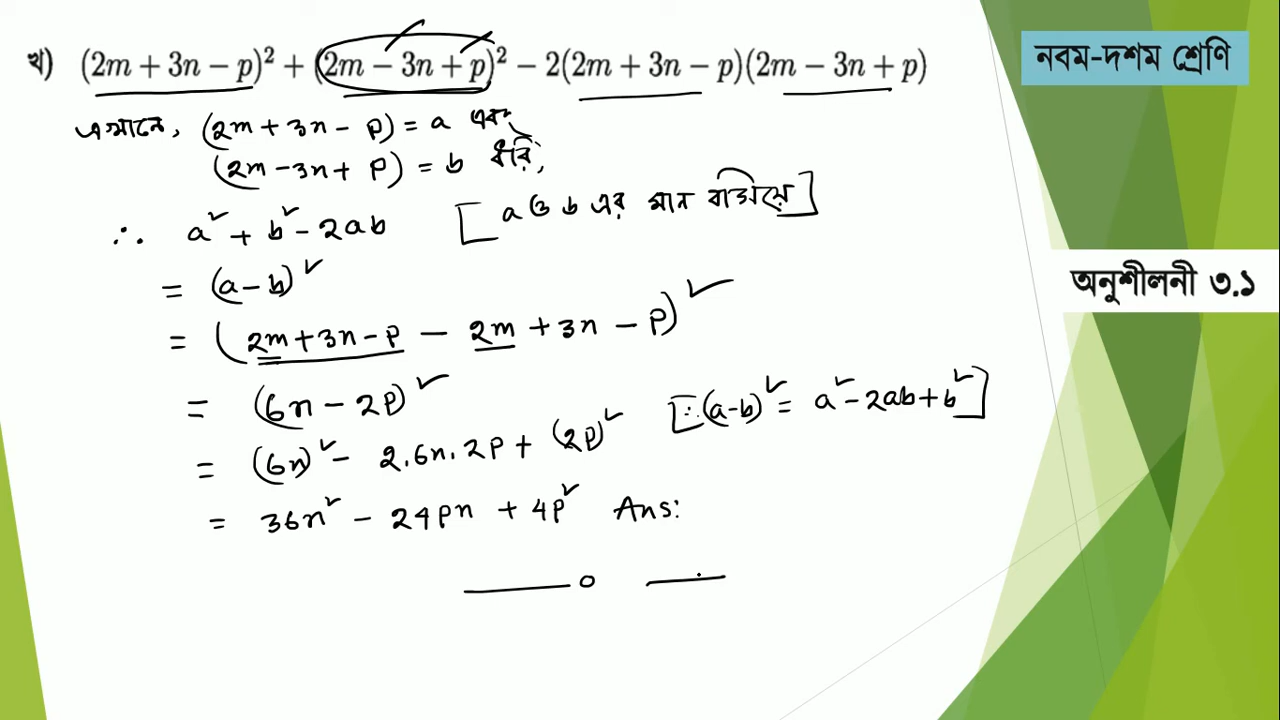 খ) (2m + 3n − p)² + (2m − 3n + p)² − 2(2m + 3n − p)(2m − 3n + p)
নবম-দশম শ্রেণি
এখানে, (2m + 3n − p) = a এবং
(2m − 3n + p) = b ধরি,
∴ a² + b² − 2ab [a ও b এর মান বসিয়ে]
= (a − b)²
অনুশীলনী ৩.১
= (2m + 3n − p − 2m + 3n − p)²
= (6n − 2p)²
= (6n)² − 2.6n.2p + (2p)² [∵ (a−b)² = a² − 2ab + b²]
= 36n² − 24pn + 4p² Ans: